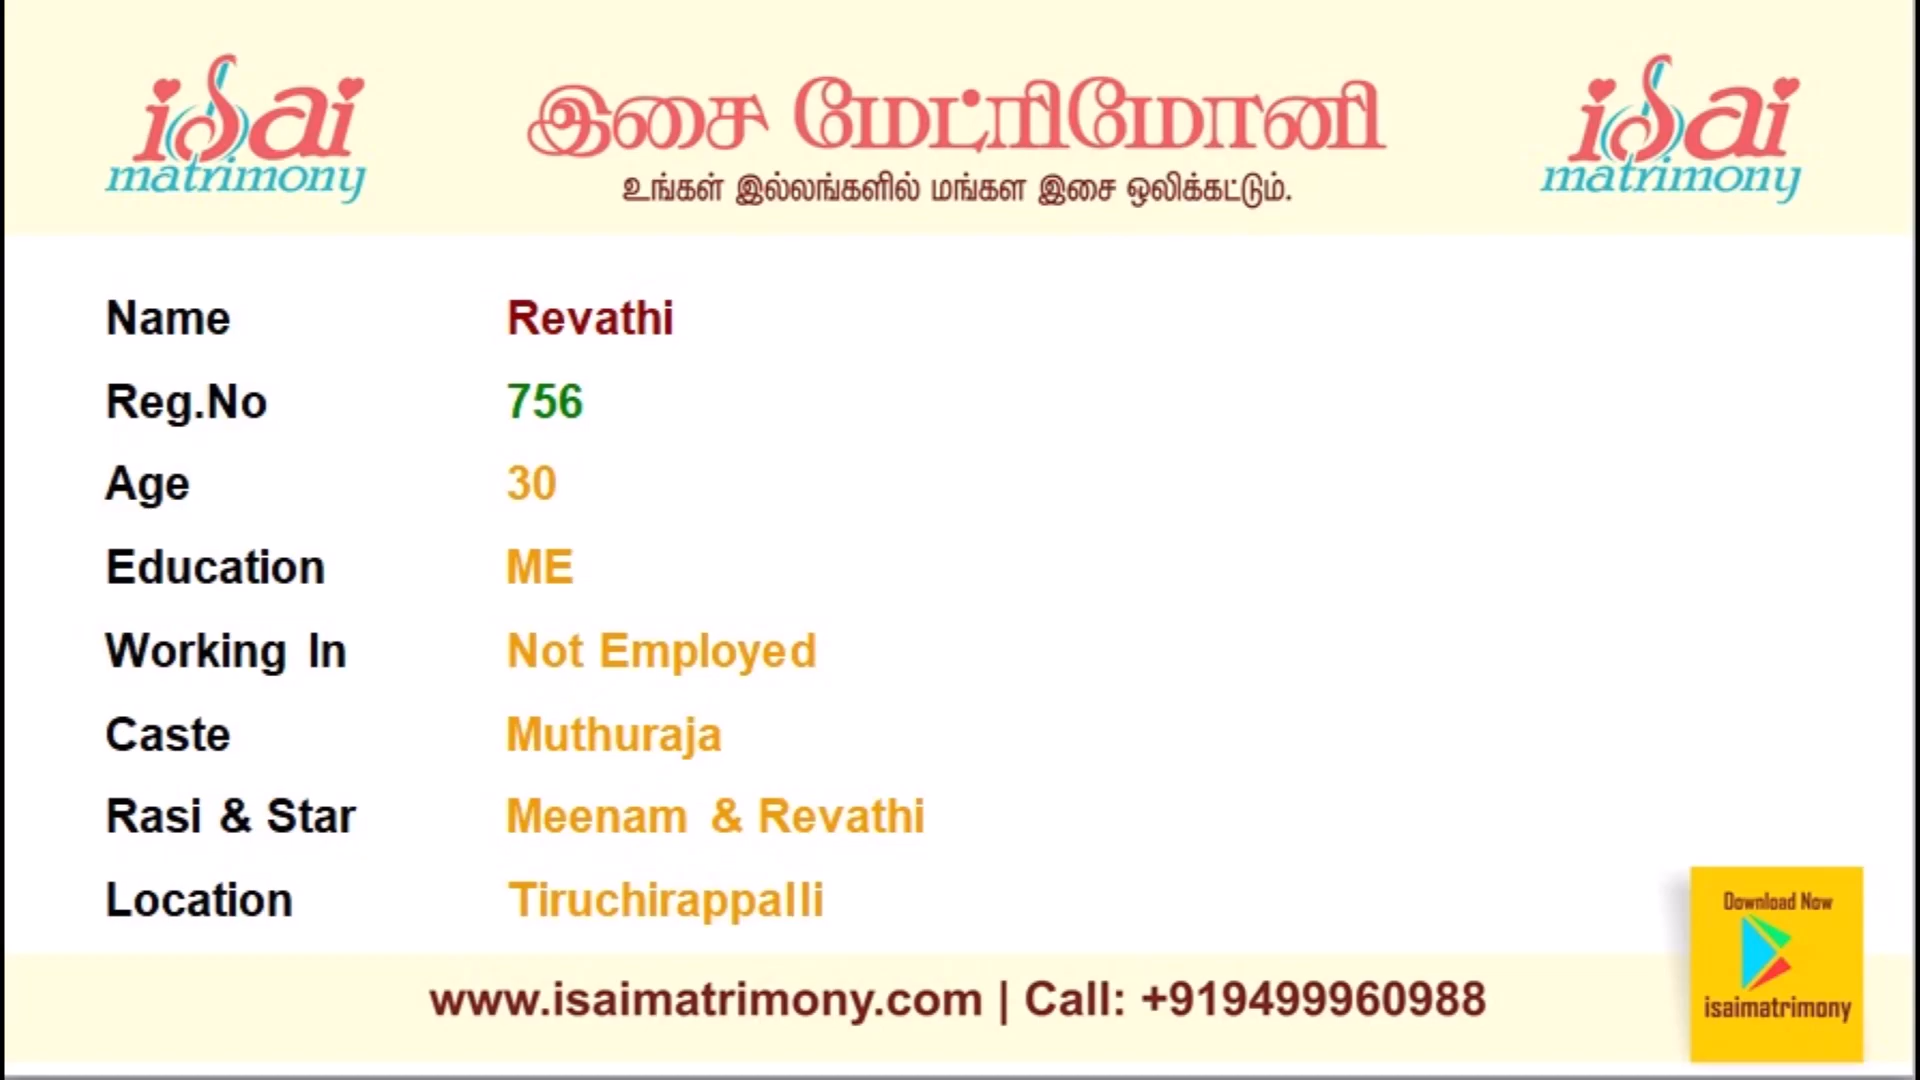 isai
matrimony
இசை மேட்ரிமோனி
உங்கள் இல்லங்களில் மங்கள இசை ஒலிக்கட்டும்.
isai
matrimony
Name Revathi
Reg.No 756
Age 30
Education ME
Working In Not Employed
Caste Muthuraja
Rasi & Star Meenam & Revathi
Location Tiruchirappalli
Download Now
isaimatrimony
www.isaimatrimony.com | Call: +919499960988